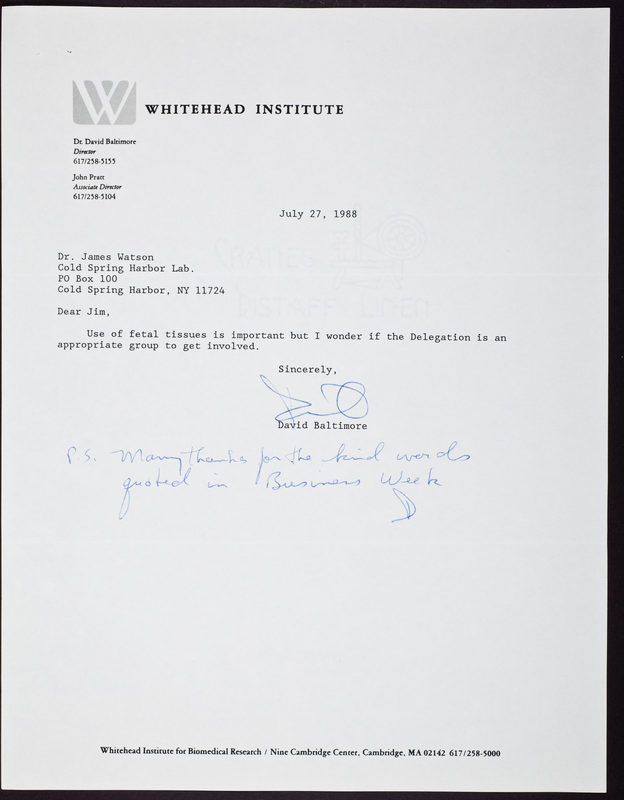 W
WHITEHEAD INSTITUTE
Dr. David Baltimore
Director
617/258-5155
John Pratt
Associate Director
617/258-5104
July 27, 1988
CRANE'S
DISTAFF LINEN
Dr. James Watson
Cold Spring Harbor Lab.
PO Box 100
Cold Spring Harbor, NY 11724
Dear Jim,
Use of fetal tissues is important but I wonder if the Delegation is an
appropriate group to get involved.
Sincerely,
David Baltimore
P.S. Many thanks for the kind words
quoted in Business Week
D
Whitehead Institute for Biomedical Research / Nine Cambridge Center, Cambridge, MA 02142 617/258-5000